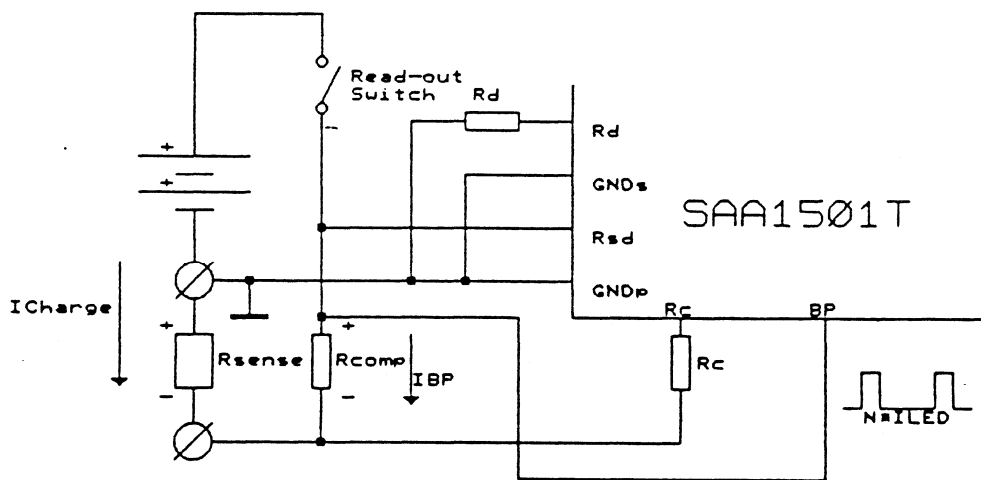 Read-out
Switch
Rd
-
Rd
+
+
GNDs
SAA1501T
Rsd
GNDp
ICharge
Rc
BP
+
Rsense
-
+
Rcomp
-
IBP
Rc
N*ILED